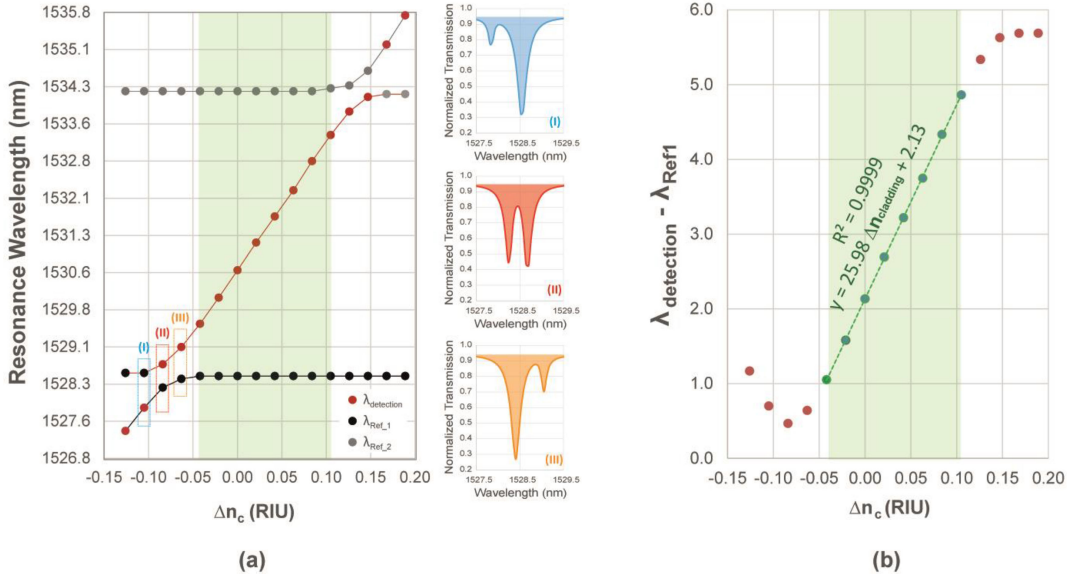 Resonance Wavelength (nm)
1535.8
1535.1
1534.3
1533.6
1532.8
1532.1
1531.3
1530.6
1529.8
1529.1
1528.3
1527.6
1526.8
(I)
(II)
(III)
λdetection
λRef_1
λRef_2
-0.15 -0.10 -0.05 0.00 0.05 0.10 0.15 0.20
Δnc (RIU)
(a)
Normalized Transmission
1.0
0.9
0.8
0.7
0.6
0.5
0.4
0.3
0.2
(I)
1527.5 1528.5 1529.5
Wavelength (nm)
Normalized Transmission
1.0
0.9
0.8
0.7
0.6
0.5
0.4
0.3
0.2
(II)
1527.5 1528.5 1529.5
Wavelength (nm)
Normalized Transmission
1.0
0.9
0.8
0.7
0.6
0.5
0.4
0.3
0.2
(III)
1527.5 1528.5 1529.5
Wavelength (nm)
λdetection - λRef1
6.0
5.0
4.0
3.0
2.0
1.0
0.0
R² = 0.9999
y = 25.98 Δncladding + 2.13
-0.15 -0.10 -0.05 0.00 0.05 0.10 0.15 0.20
Δnc (RIU)
(b)